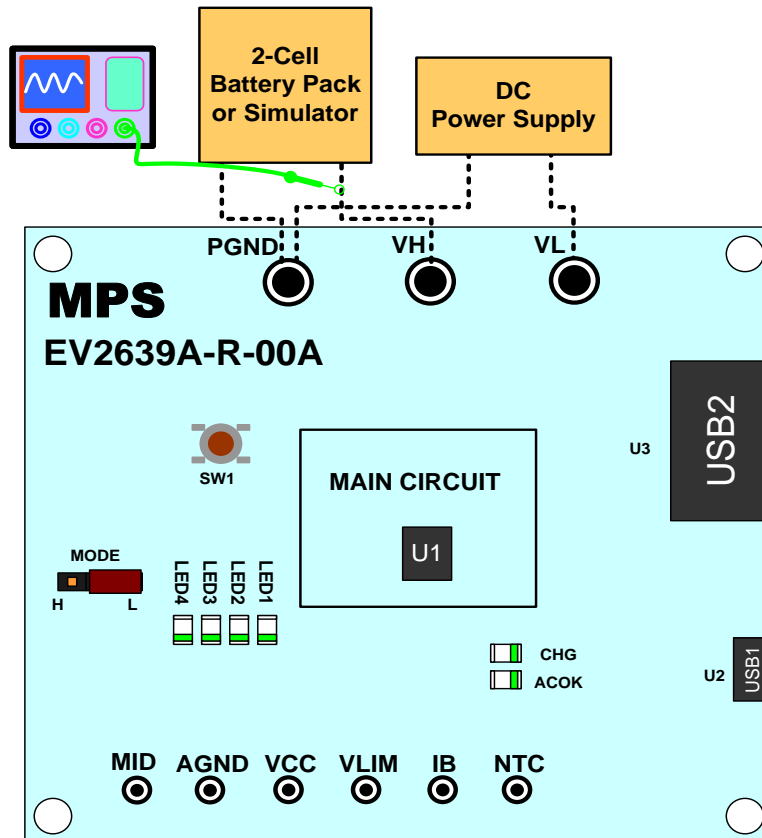 2-Cell
Battery Pack
or Simulator
DC
Power Supply
PGND
VH
VL
MPS
EV2639A-R-00A
SW1
MAIN CIRCUIT
U1
U3
USB2
MODE
H
L
LED4
LED3
LED2
LED1
CHG
ACOK
U2
USB1
MID
AGND
VCC
VLIM
IB
NTC